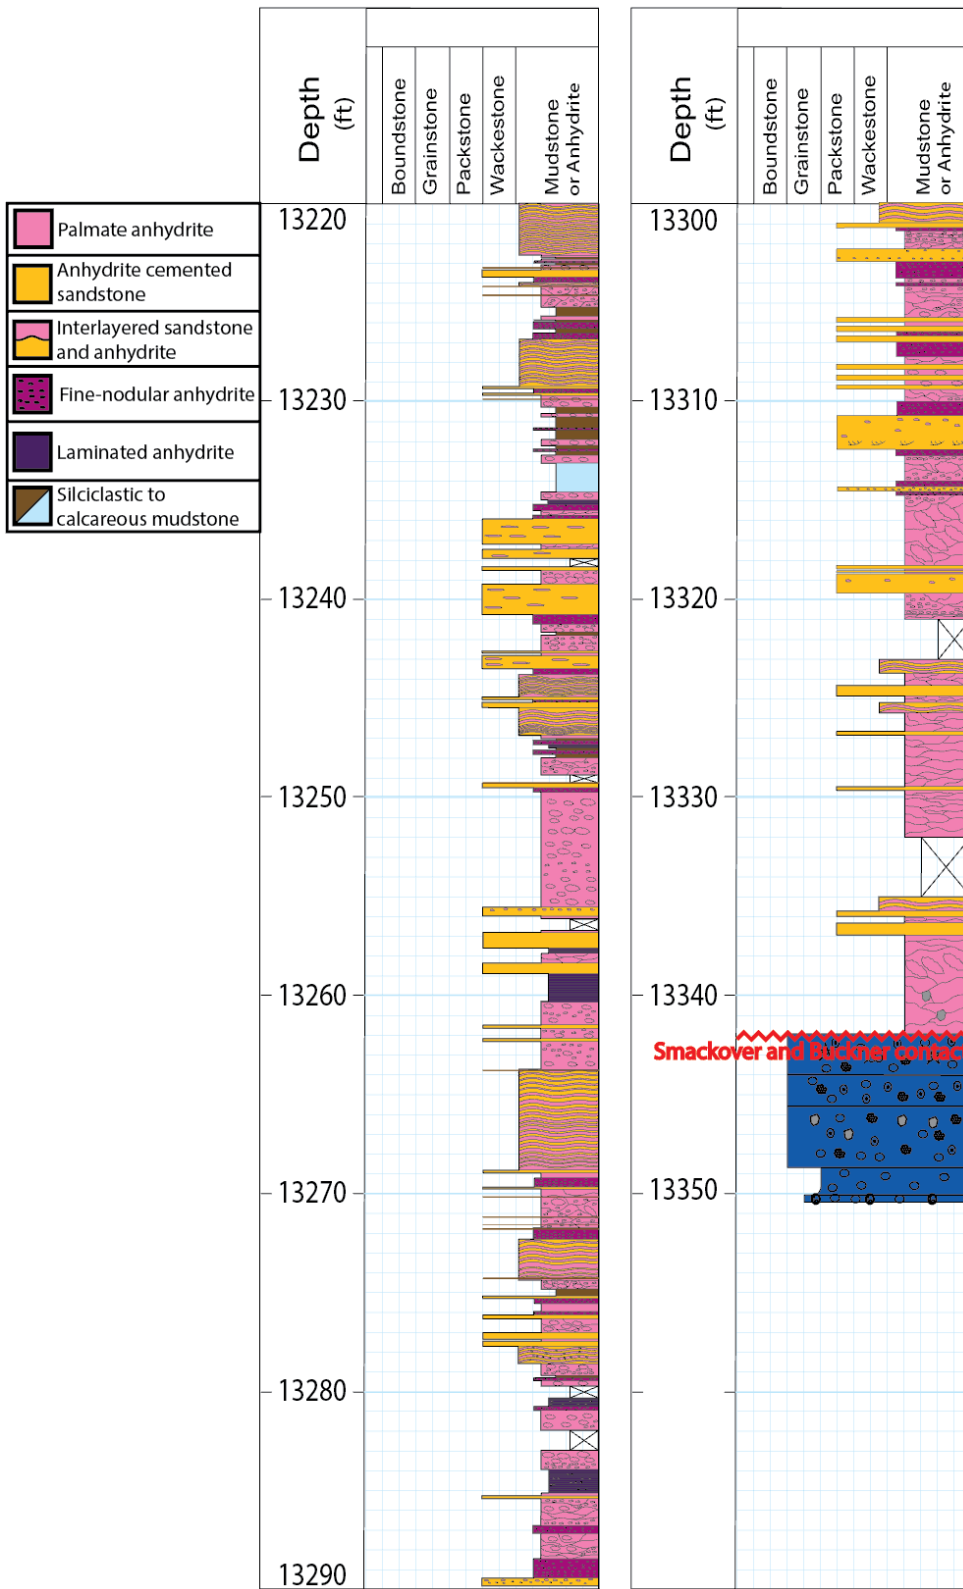 Palmate anhydrite
Anhydrite cemented
sandstone
Interlayered sandstone
and anhydrite
Fine-nodular anhydrite
Laminated anhydrite
Silciclastic to
calcareous mudstone
Depth
(ft)
Boundstone
Grainstone
Packstone
Wackestone
Mudstone
or Anhydrite
13220
13230
13240
13250
13260
13270
13280
13290
Depth
(ft)
Boundstone
Grainstone
Packstone
Wackestone
Mudstone
or Anhydrite
13300
13310
13320
13330
13340
Smackover and Buckner contac
13350